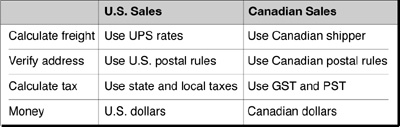 U.S. Sales Canadian Sales
Calculate freight Use UPS rates Use Canadian shipper
Verify address Use U.S. postal rules Use Canadian postal rules
Calculate tax Use state and local taxes Use GST and PST
Money U.S. dollars Canadian dollars